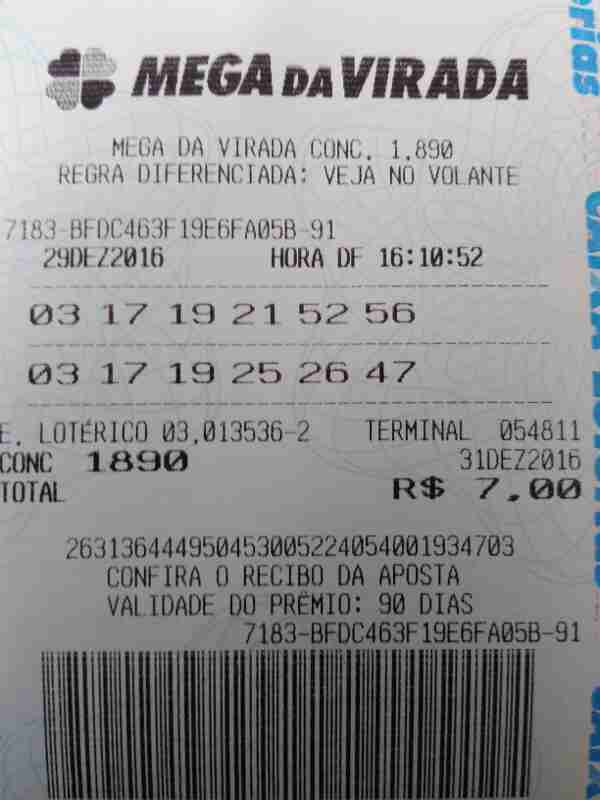 MEGA DA VIRADA
MEGA DA VIRADA CONC. 1.890
REGRA DIFERENCIADA: VEJA NO VOLANTE
7183-BFDC463F19E6FA05B-91
29DEZ2016 HORA DF 16:10:52
03 17 19 21 52 56
03 17 19 25 26 47
E. LOTÉRICO 03,013536-2 TERMINAL 054811
CONC 1890 31DEZ2016
TOTAL R$ 7,00
263136444950453005224054001934703
CONFIRA O RECIBO DA APOSTA
VALIDADE DO PRÊMIO: 90 DIAS
7183-BFDC463F19E6FA05B-91
erias
CAIXA
CAIXA